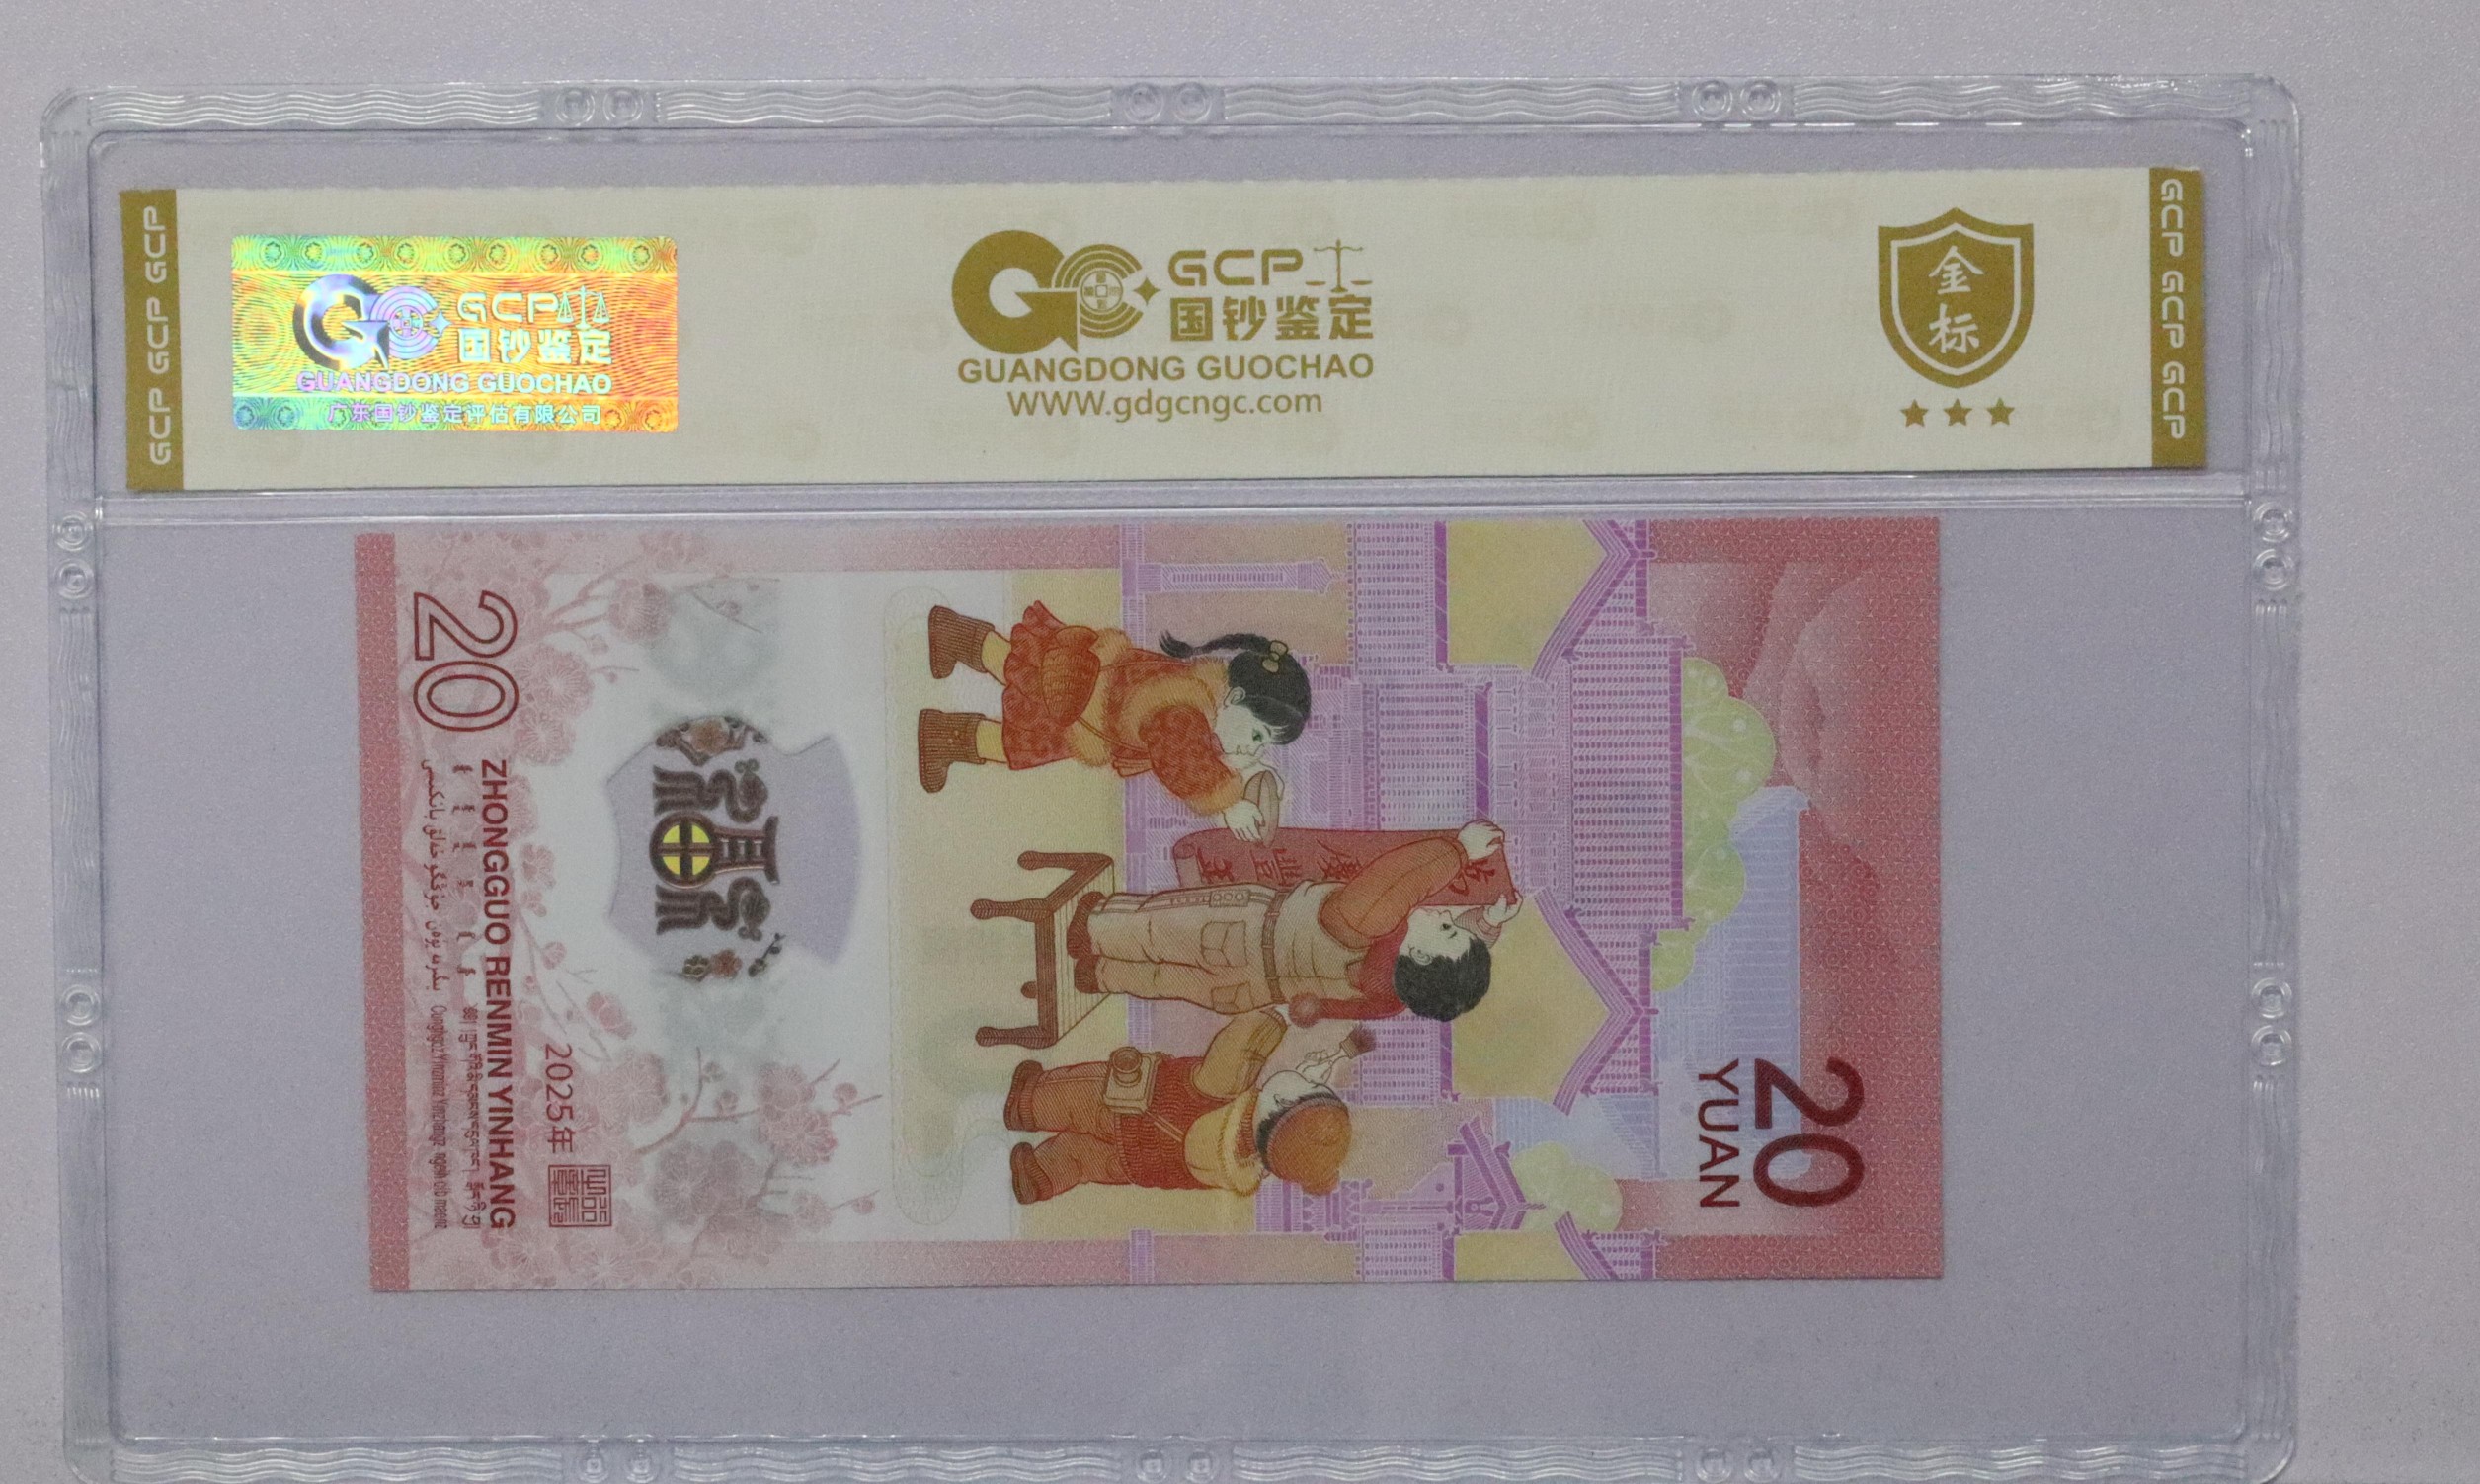 GCP GCP GCP
GCP
国钞鉴定
GUANGDONG GUOCHAO
广东国钞鉴定评估有限公司
GCP
国钞鉴定
GUANGDONG GUOCHAO
WWW.gdgcngc.com
金
标
GCP GCP GCP
20
YUAN
2025年
ZHONGGUO RENMIN YINHANG
20